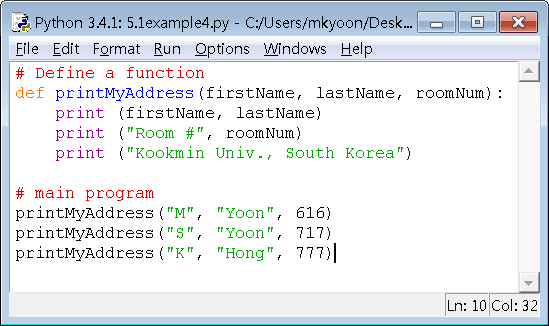 Python 3.4.1: 5.1example4.py - C:/Users/mkyoon/Desk...
File Edit Format Run Options Windows Help
# Define a function
def printMyAddress(firstName, lastName, roomNum):
    print (firstName, lastName)
    print ("Room #", roomNum)
    print ("Kookmin Univ., South Korea")
# main program
printMyAddress("M", "Yoon", 616)
printMyAddress("S", "Yoon", 717)
printMyAddress("K", "Hong", 777)
Ln: 10 Col: 32